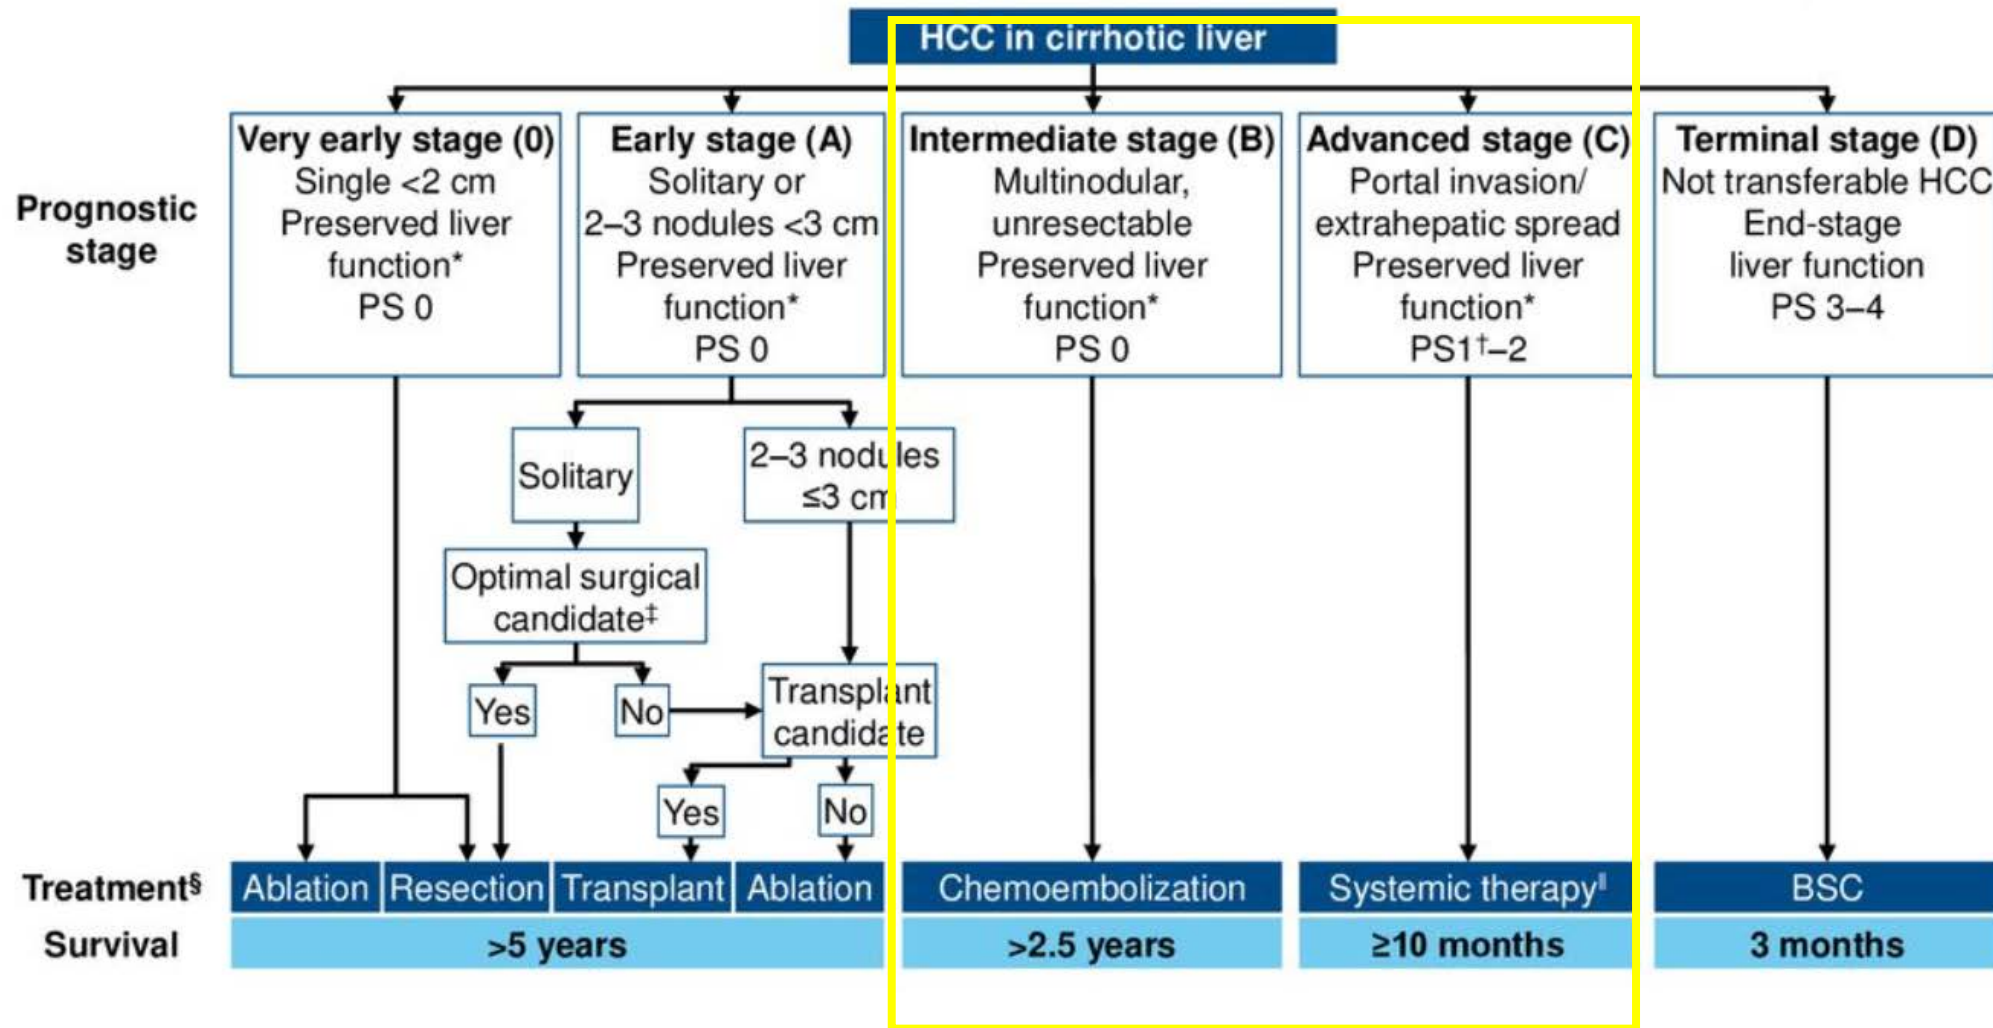 HCC in cirrhotic liver
Prognostic
stage
Very early stage (0)
Single <2 cm
Preserved liver
function*
PS 0
Early stage (A)
Solitary or
2–3 nodules <3 cm
Preserved liver
function*
PS 0
Intermediate stage (B)
Multinodular,
unresectable
Preserved liver
function*
PS 0
Advanced stage (C)
Portal invasion/
extrahepatic spread
Preserved liver
function*
PS1†–2
Terminal stage (D)
Not transferable HCC
End-stage
liver function
PS 3–4
Solitary
2–3 nodules
≤3 cm
Optimal surgical
candidate‡
Yes
No
Transplant
candidate
Yes
No
Treatment§
Ablation
Resection
Transplant
Ablation
Chemoembolization
Systemic therapy‖
BSC
Survival
>5 years
>2.5 years
≥10 months
3 months